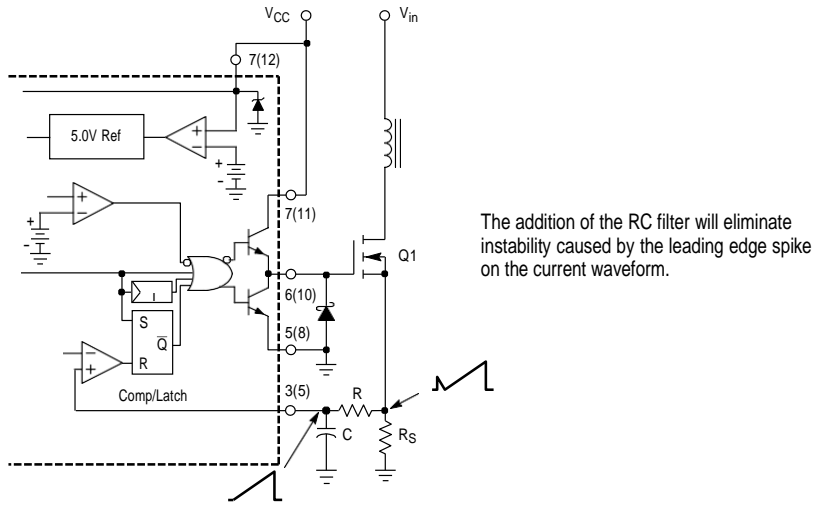 VCC
Vin
7(12)
5.0V Ref
+
−
+
-
+
−
+
-
7(11)
The addition of the RC filter will eliminate
instability caused by the leading edge spike
on the current waveform.
Q1
6(10)
S
Q
R
5(8)
−
+
Comp/Latch
3(5)
R
C
RS